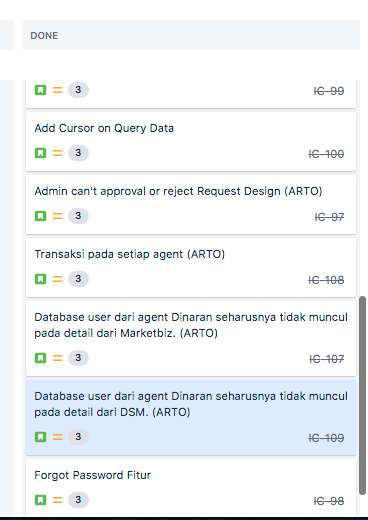 DONE
3 IC-99
Add Cursor on Query Data
3 IC-100
Admin can't approval or reject Request Design (ARTO)
3 IC-97
Transaksi pada setiap agent (ARTO)
3 IC-108
Database user dari agent Dinaran seharusnya tidak muncul
pada detail dari Marketbiz. (ARTO)
3 IC-107
Database user dari agent Dinaran seharusnya tidak muncul
pada detail dari DSM. (ARTO)
3 IC-109
Forgot Password Fitur
3 IC-98